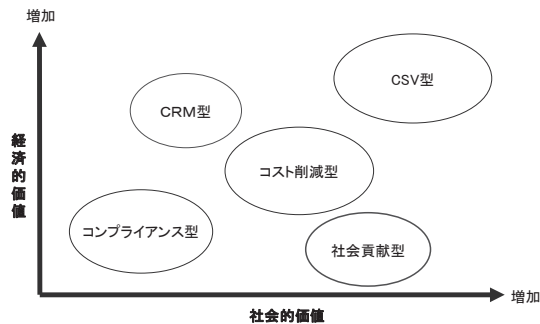 増加
CSV型
CRM型
経済的価値
コスト削減型
コンプライアンス型
社会貢献型
増加
社会的価値